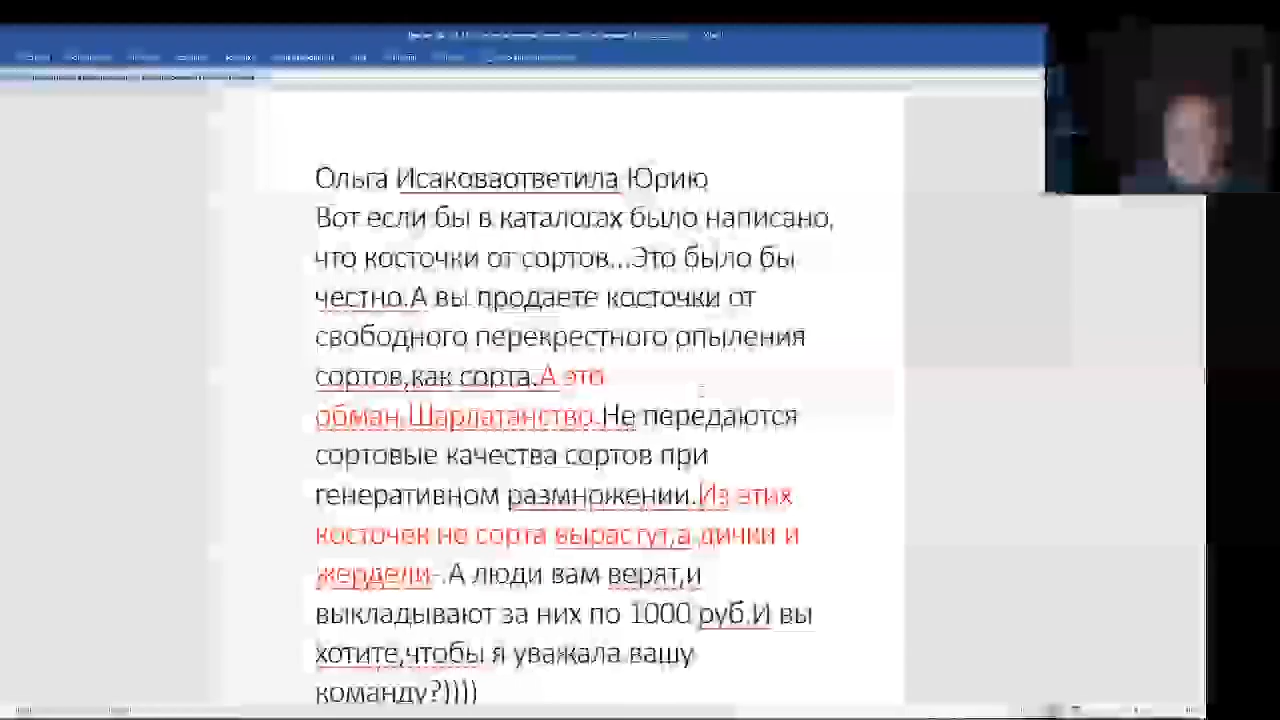 Ольга Исаковаответила Юрию
Вот если бы в каталогах было написано,
что косточки от сортов...Это было бы
честно.А вы продаете косточки от
свободного перекрестного опыления
сортов,как сорта.А это
обман.Шарлатанство.Не передаются
сортовые качества сортов при
генеративном размножении.Из этих
косточек не сорта вырастут,а дички и
жердели-.А люди вам верят,и
выкладывают за них по 1000 руб.И вы
хотите,чтобы я уважала вашу
команду?))))